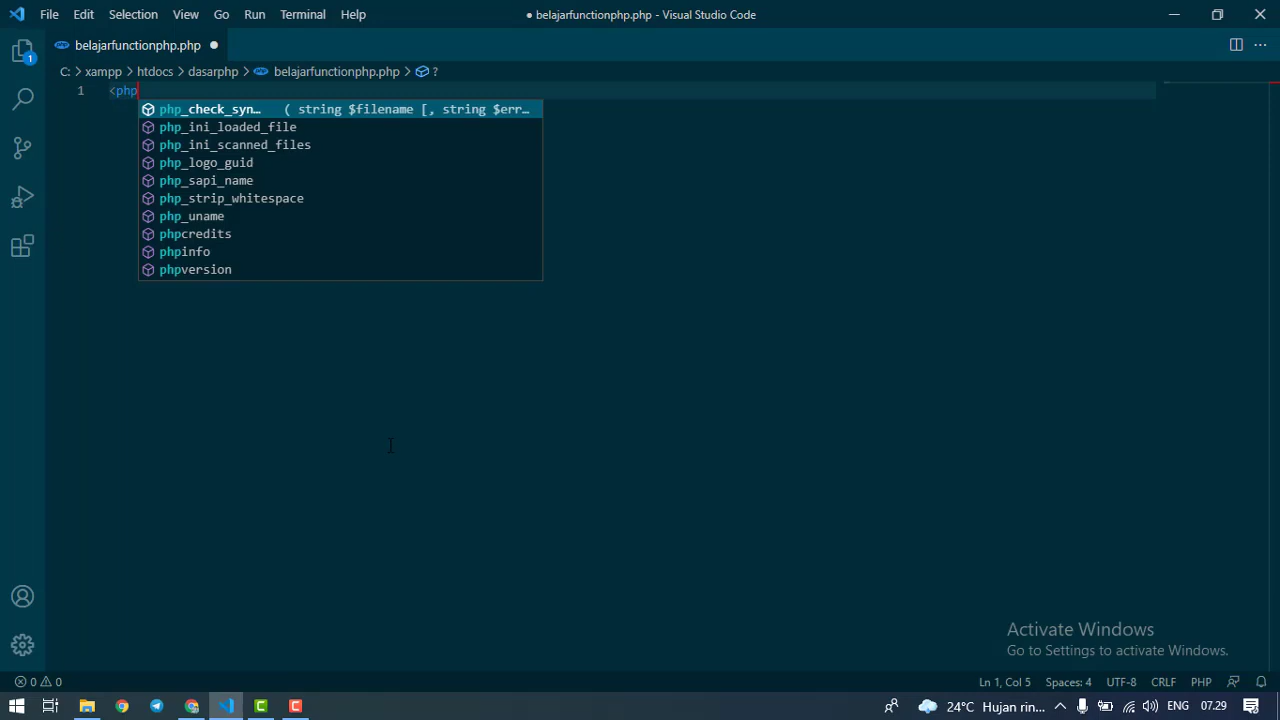 File Edit Selection View Go Run Terminal Help
● belajarfunctionphp.php - Visual Studio Code
belajarfunctionphp.php ●
C: > xampp > htdocs > dasarphp > belajarfunctionphp.php > ?
1 <php
php_check_syn… ( string $filename [, string $err…
php_ini_loaded_file
php_ini_scanned_files
php_logo_guid
php_sapi_name
php_strip_whitespace
php_uname
phpcredits
phpinfo
phpversion
1
Activate Windows
Go to Settings to activate Windows.
0 0
Ln 1, Col 5 Spaces: 4 UTF-8 CRLF PHP
24°C Hujan rin... ENG 07.29